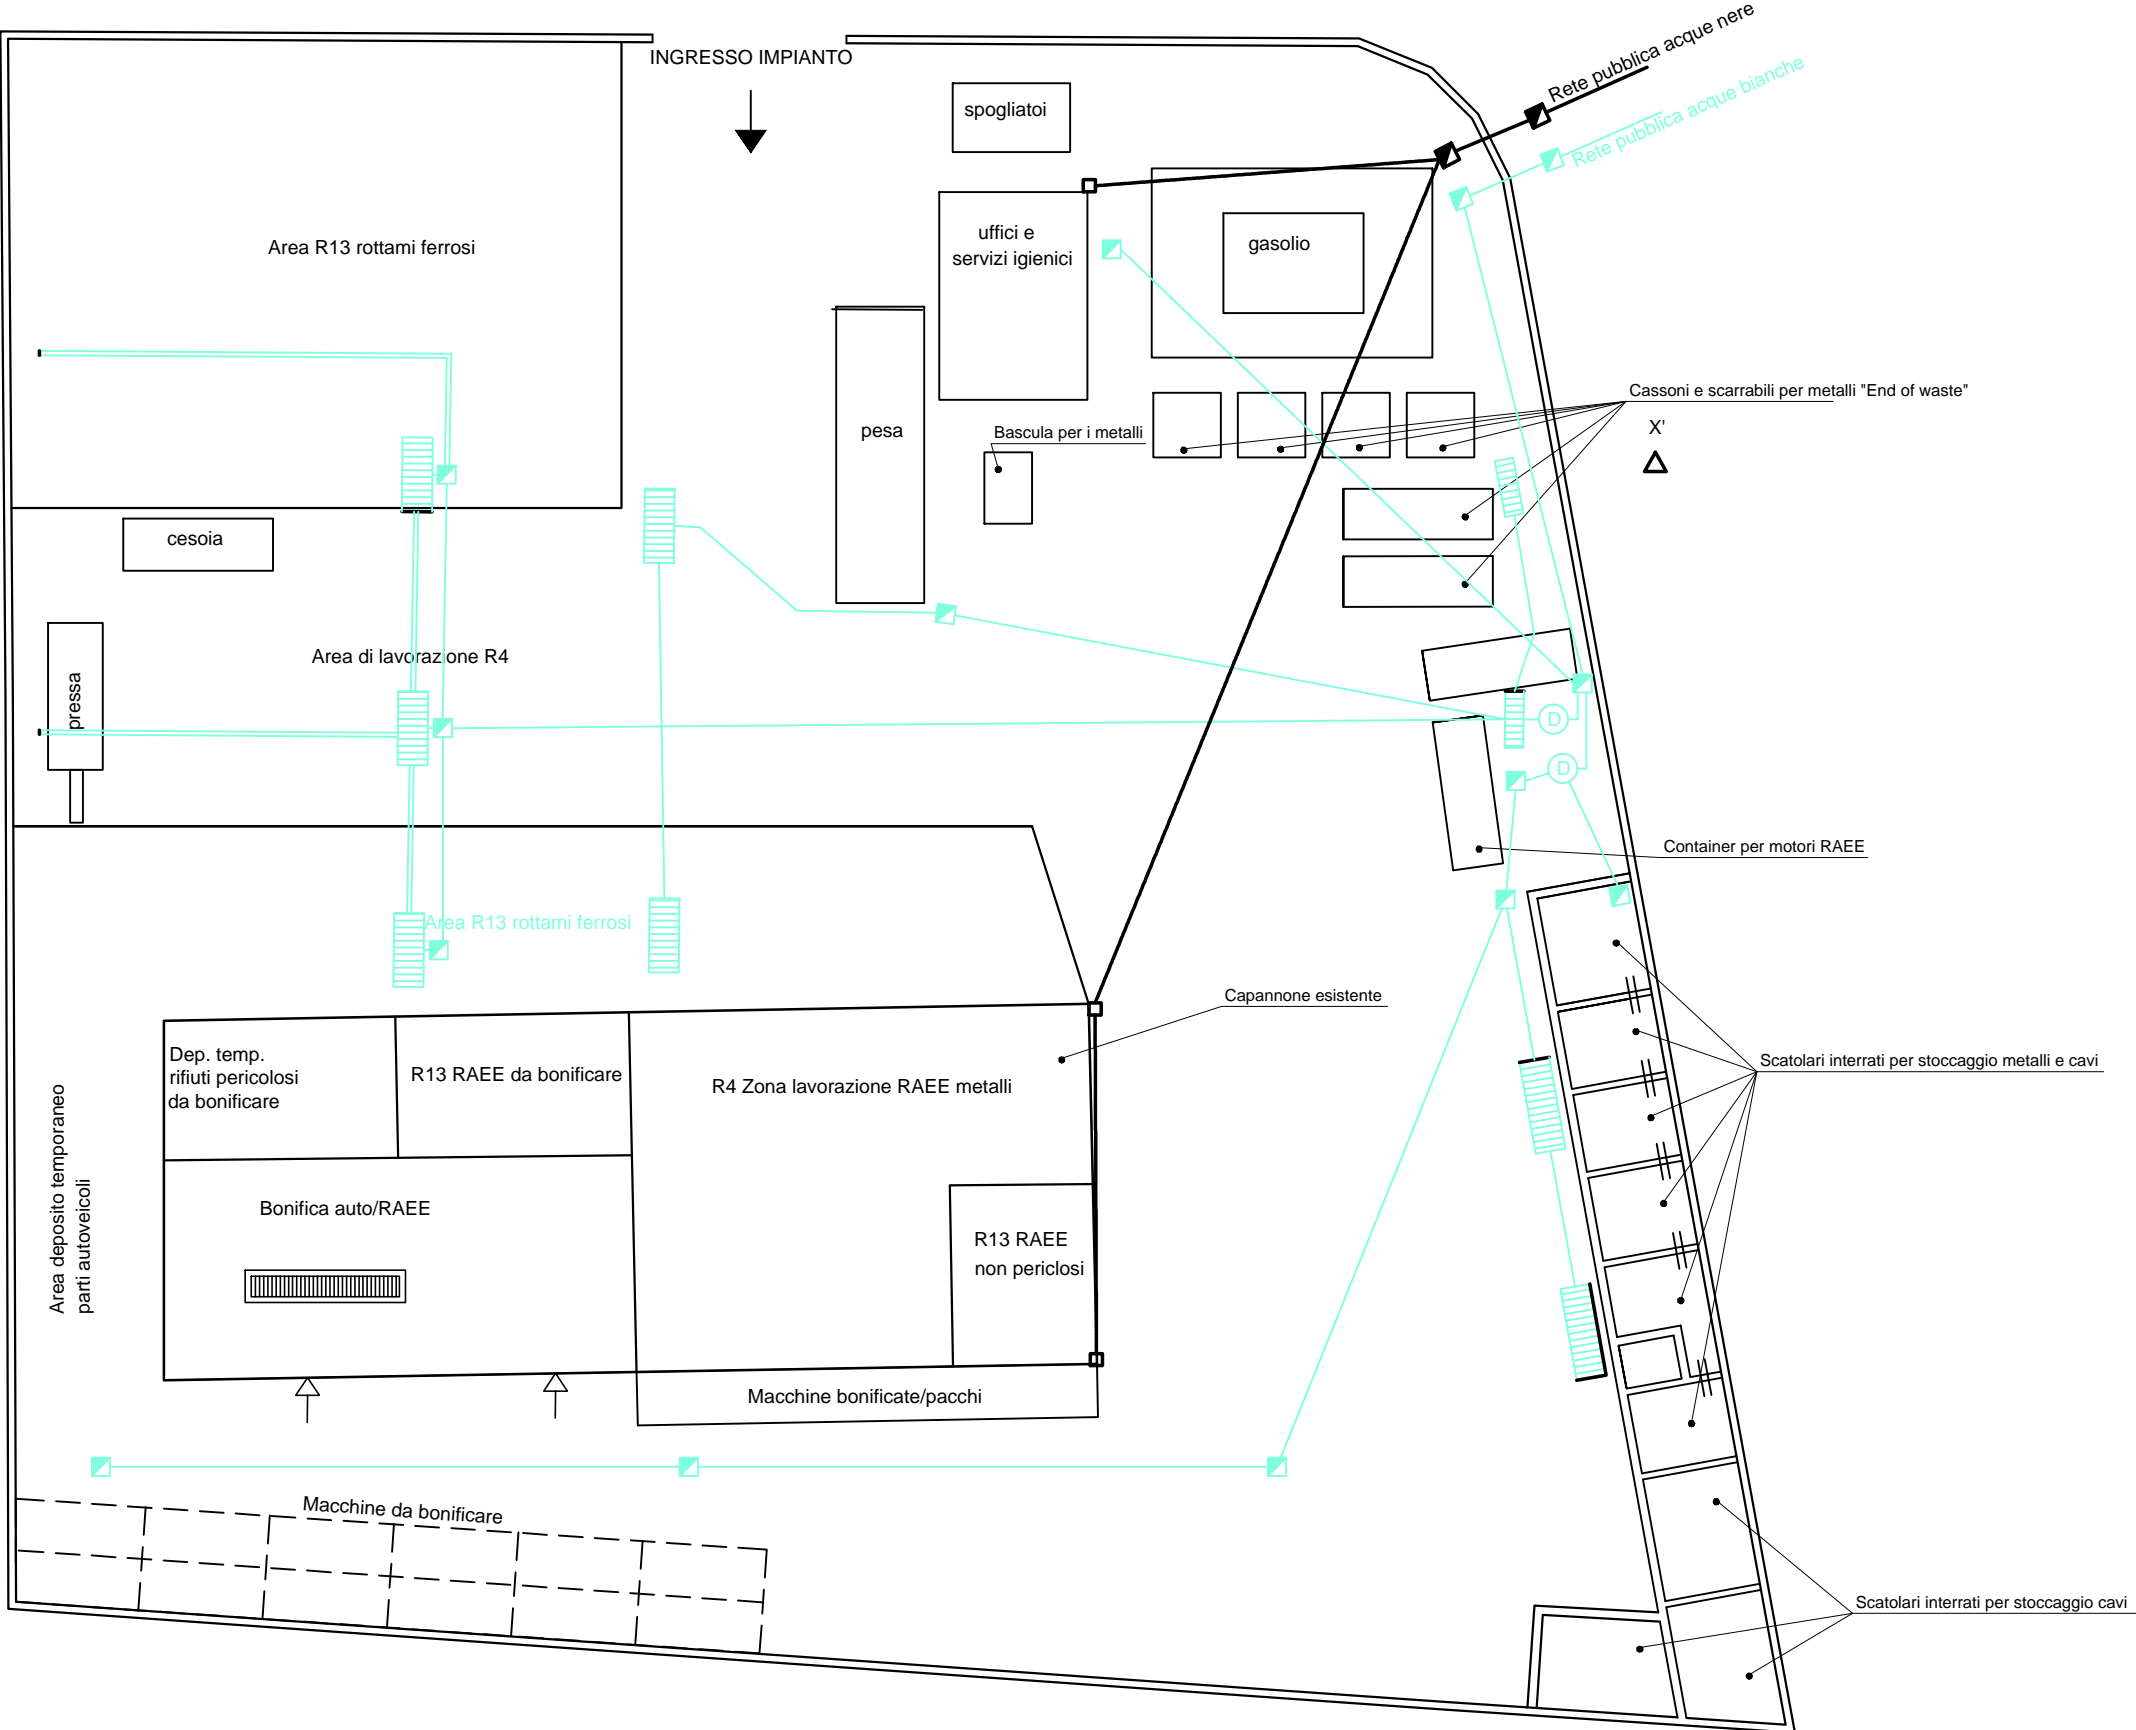 Rete pubblica acque nere
INGRESSO IMPIANTO
Rete pubblica acque bianche
spogliatoi
Area R13 rottami ferrosi
uffici e
servizi igienici
gasolio
Cassoni e scarrabili per metalli "End of waste"
X'
pesa
Bascula per i metalli
cesoia
Area di lavorazione R4
pressa
D
D
Container per motori RAEE
Area R13 rottami ferrosi
Capannone esistente
Dep. temp.
rifiuti pericolosi
da bonificare
R13 RAEE da bonificare
R4 Zona lavorazione RAEE metalli
Scatolari interrati per stoccaggio metalli e cavi
Area deposito temporaneo
parti autoveicoli
Bonifica auto/RAEE
R13 RAEE
non periclosi
Macchine bonificate/pacchi
Macchine da bonificare
Scatolari interrati per stoccaggio cavi